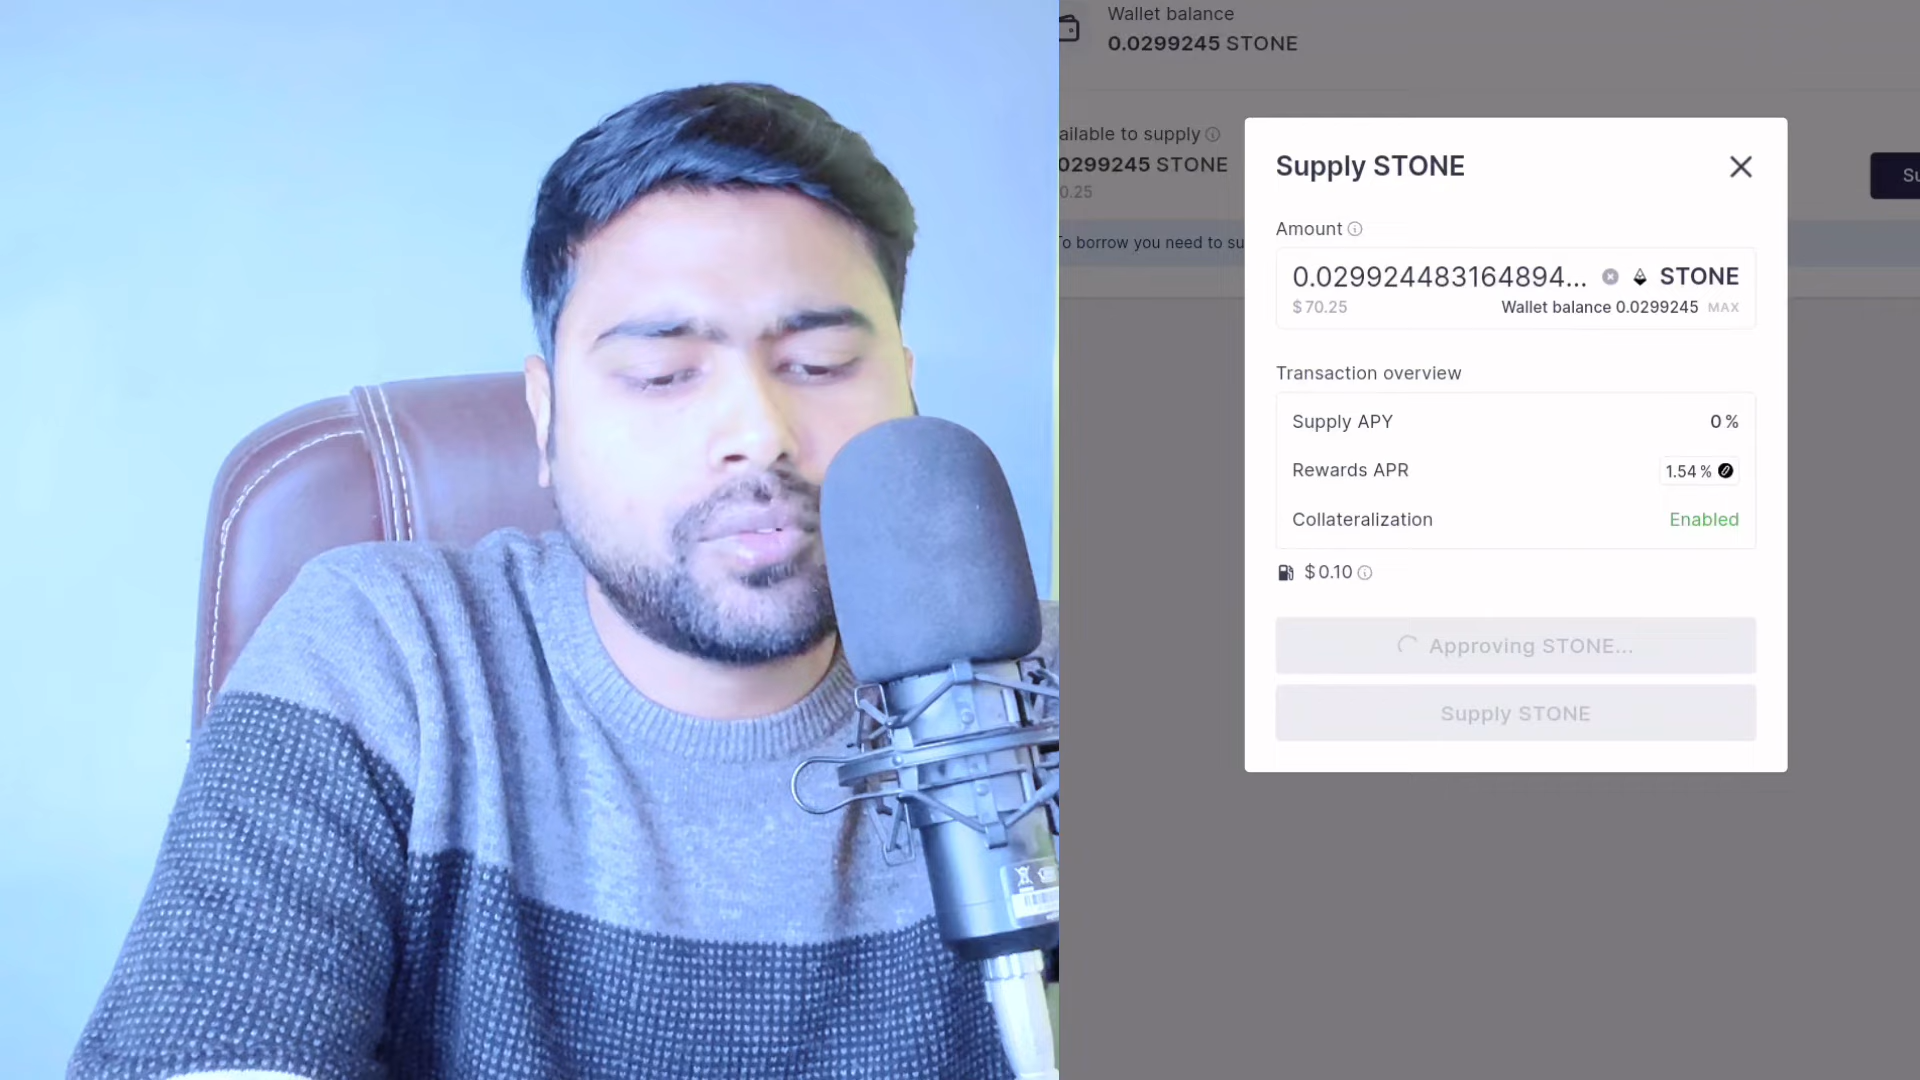 Wallet balance
0.0299245 STONE
ailable to supply
0299245 STONE
0.25
Su
To borrow you need to su
Supply STONE
Amount
0.029924483164894... STONE
$ 70.25 Wallet balance 0.0299245 MAX
Transaction overview
Supply APY 0 %
Rewards APR 1.54 %
Collateralization Enabled
$ 0.10
Approving STONE...
Supply STONE